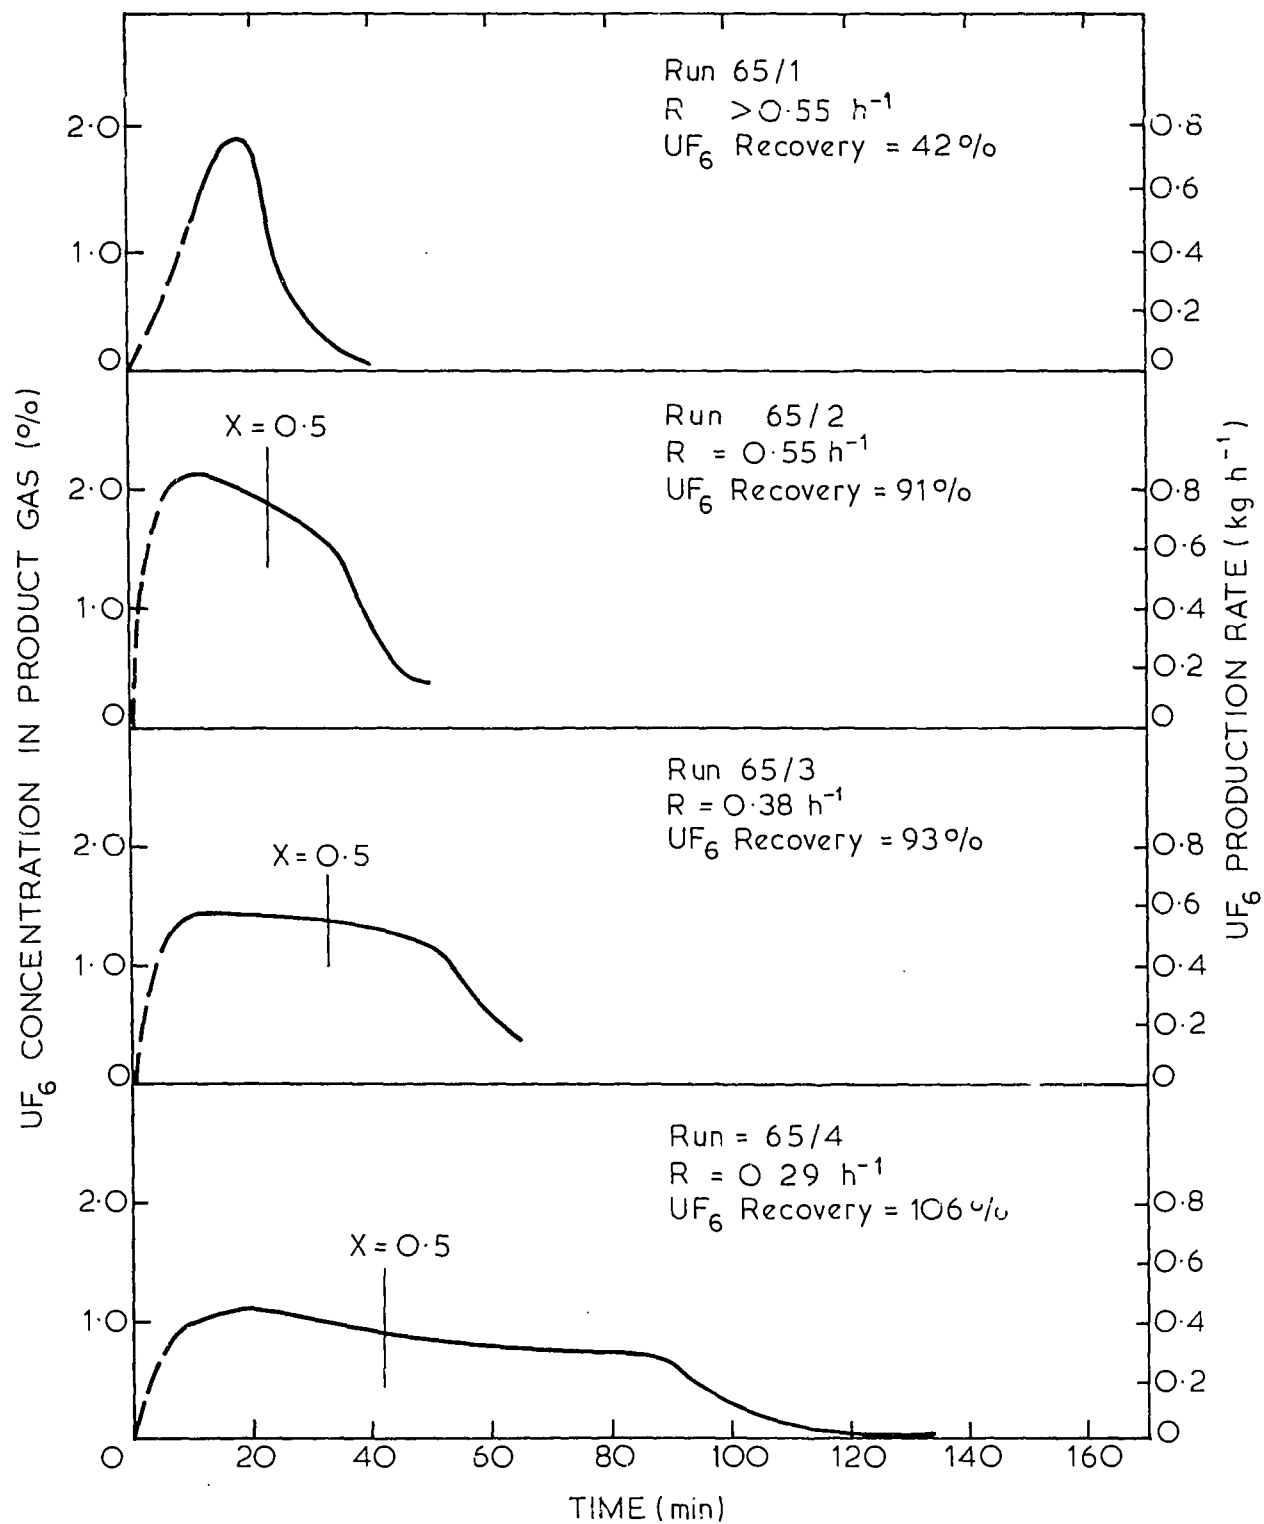 UF₆ CONCENTRATION IN PRODUCT GAS (%)
UF₆ PRODUCTION RATE (kg h⁻¹)
Run 65/1
R >0·55 h⁻¹
UF₆ Recovery = 42%
2·0
1·0
0
0·8
0·6
0·4
0·2
0
X = 0·5
Run 65/2
R = 0·55 h⁻¹
UF₆ Recovery = 91%
2·0
1·0
0
0·8
0·6
0·4
0·2
0
X = 0·5
Run 65/3
R = 0·38 h⁻¹
UF₆ Recovery = 93%
2·0
1·0
0
0·8
0·6
0·4
0·2
0
X = 0·5
Run = 65/4
R = 0 29 h⁻¹
UF₆ Recovery = 106%
2·0
1·0
0·8
0·6
0·4
0·2
0
0 20 40 60 80 100 120 140 160
TIME (min)